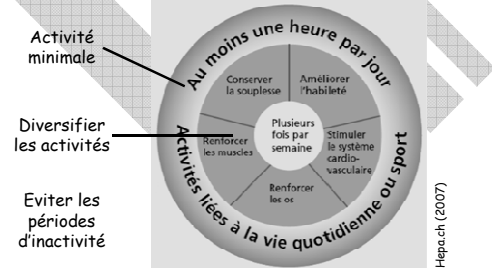 Activité
minimale
Diversifier
les activités
Eviter les
périodes
d'inactivité
Au moins une heure par jour
Conserver
la souplesse
Améliorer
l'habileté
Plusieurs
fois par
semaine
Renforcer
les muscles
Stimuler
le système
cardio-
vasculaire
Renforcer
les os
Activités liées à la vie quotidienne ou sport
Hepa.ch (2007)